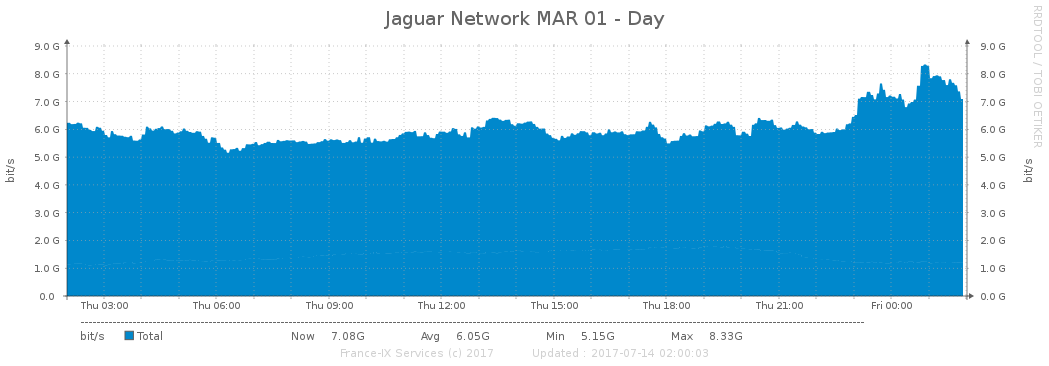 Jaguar Network MAR 01 - Day
RRDTOOL / TOBI OETIKER
bit/s
9.0 G
8.0 G
7.0 G
6.0 G
5.0 G
4.0 G
3.0 G
2.0 G
1.0 G
0.0
9.0 G
8.0 G
7.0 G
6.0 G
5.0 G
4.0 G
3.0 G
2.0 G
1.0 G
0.0 G
bit/s
Thu 03:00 Thu 06:00 Thu 09:00 Thu 12:00 Thu 15:00 Thu 18:00 Thu 21:00 Fri 00:00
bit/s Total Now 7.08G Avg 6.05G Min 5.15G Max 8.33G
France-IX Services (c) 2017 Updated : 2017-07-14 02:00:03